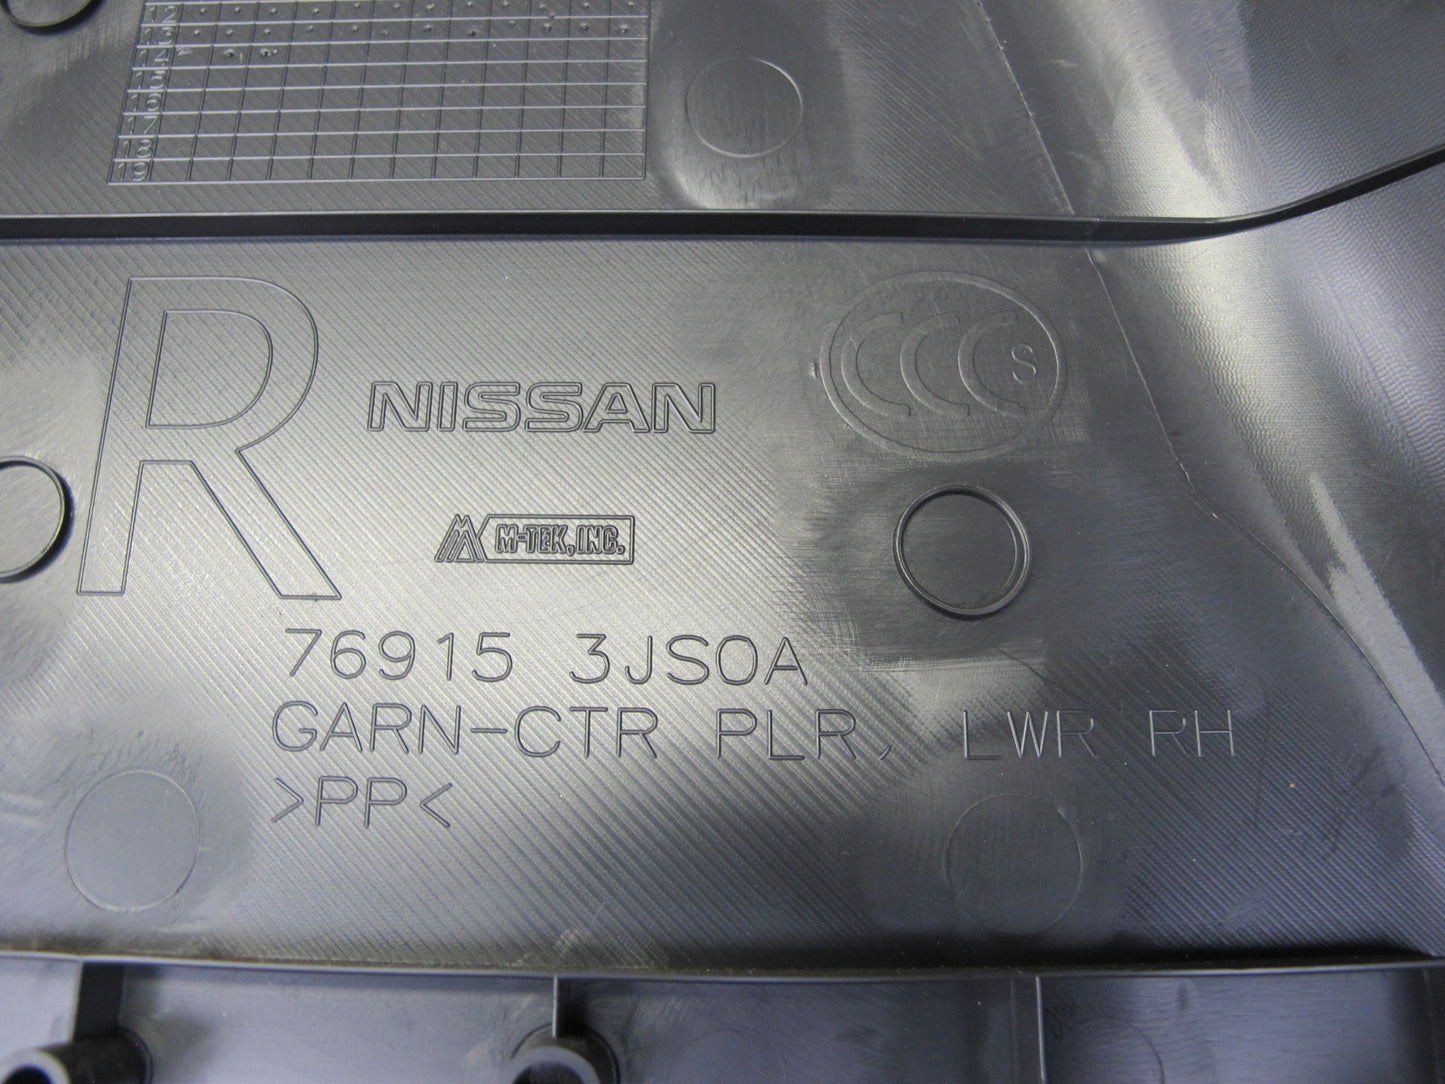 12
13
14
15
16
17
18
19
R
NISSAN
CCC S
M-TEK, INC.
76915 3JS0A
GARN-CTR PLR, LWR RH
>PP<